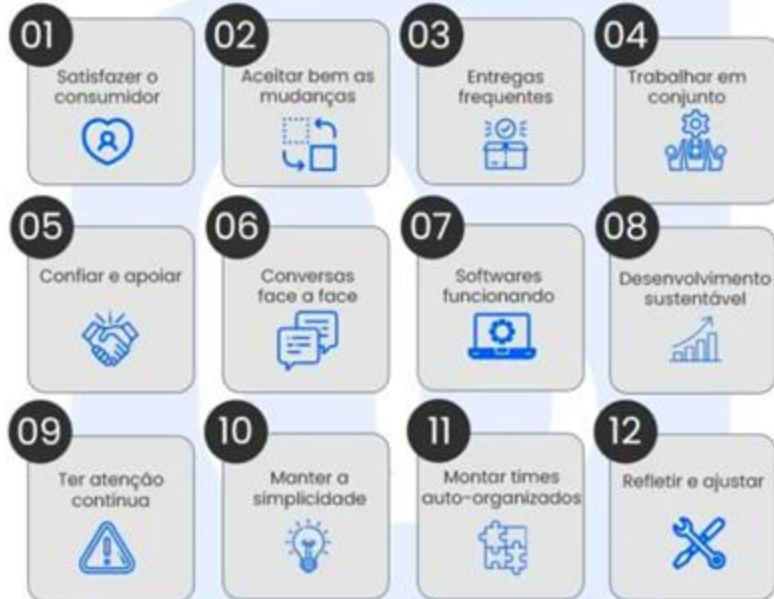 01
Satisfazer o
consumidor
02
Aceitar bem as
mudanças
03
Entregas
frequentes
04
Trabalhar em
conjunto
05
Confiar e apoiar
06
Conversas
face a face
07
Softwares
funcionando
08
Desenvolvimento
sustentável
09
Ter atenção
contínua
10
Manter a
simplicidade
11
Montar times
auto-organizados
12
Refletir e ajustar